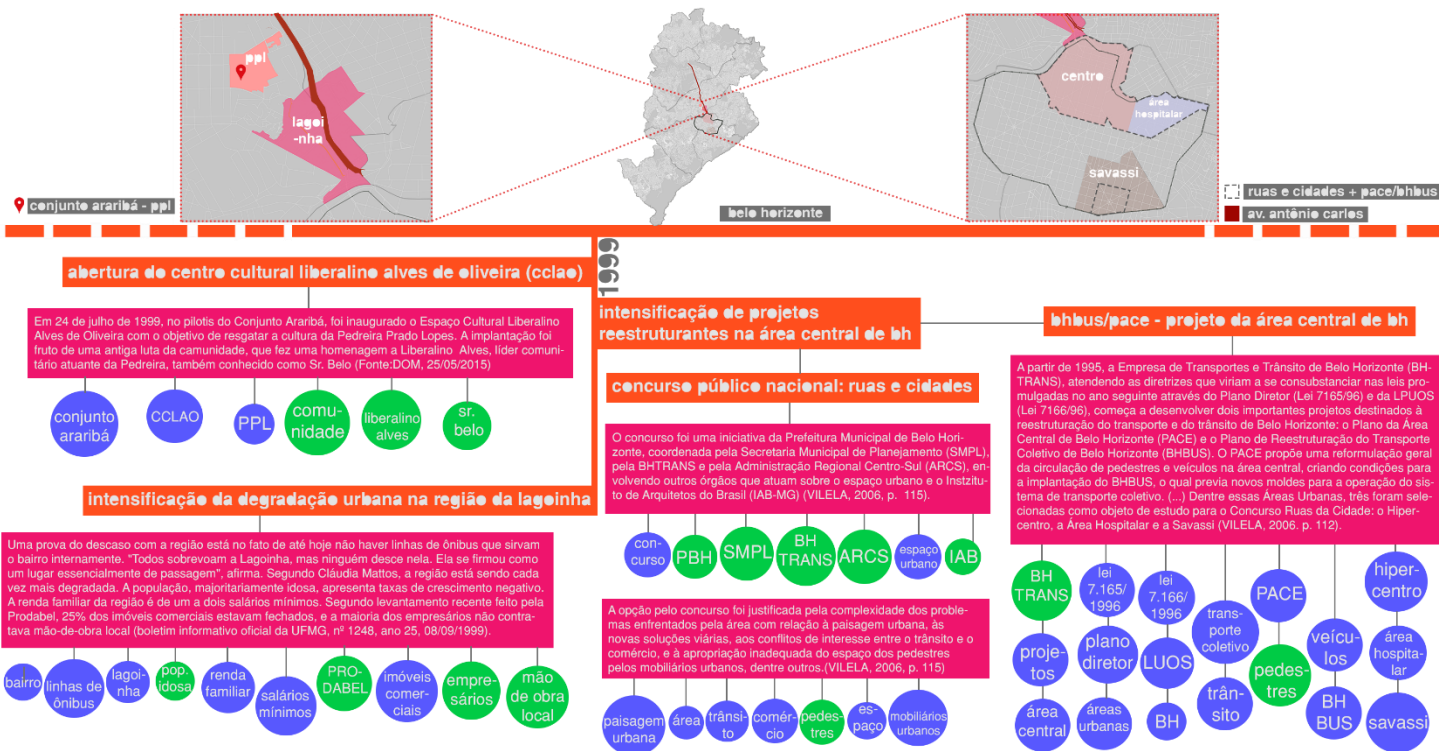 ppl
lagoi
-nha
centro
área
hospitalar
savassi
conjunto araribá - ppl
belo horizonte
ruas e cidades + pace/bhbus
av. antônio carlos
1999
abertura do centro cultural liberalino alves de oliveira (cclao)
Em 24 de julho de 1999, no pilotis do Conjunto Araribá, foi inaugurado o Espaço Cultural Liberalino
Alves de Oliveira com o objetivo de resgatar a cultura da Pedreira Prado Lopes. A implantação foi
fruto de uma antiga luta da camunidade, que fez uma homenagem a Liberalino Alves, líder comuni-
tário atuante da Pedreira, também conhecido como Sr. Belo (Fonte:DOM, 25/05/2015)
conjunto
araribá
CCLAO
PPL
comu-
nidade
liberalino
alves
sr.
belo
intensificação da degradação urbana na região da lagoinha
Uma prova do descaso com a região está no fato de até hoje não haver linhas de ônibus que sirvam
o bairro internamente. "Todos sobrevoam a Lagoinha, mas ninguém desce nela. Ela se firmou como
um lugar essencialmente de passagem", afirma. Segundo Cláudia Mattos, a região está sendo cada
vez mais degradada. A população, majoritariamente idosa, apresenta taxas de crescimento negativo.
A renda familiar da região é de um a dois salários mínimos. Segundo levantamento recente feito pela
Prodabel, 25% dos imóveis comerciais estavam fechados, e a maioria dos empresários não contra-
tava mão-de-obra local (boletim informativo oficial da UFMG, nº 1248, ano 25, 08/09/1999).
bairro
linhas de
ônibus
lagoi-
nha
pop.
idosa
renda
familiar
salários
mínimos
PRO-
DABEL
imóveis
comer-
ciais
empre-
sários
mão
de obra
local
intensificação de projetos
reestruturantes na área central de bh
concurso público nacional: ruas e cidades
O concurso foi uma iniciativa da Prefeitura Municipal de Belo Hori-
zonte, coordenada pela Secretaria Municipal de Planejamento (SMPL),
pela BHTRANS e pela Administração Regional Centro-Sul (ARCS), en-
volvendo outros órgãos que atuam sobre o espaço urbano e o Instzitu-
to de Arquitetos do Brasil (IAB-MG) (VILELA, 2006, p. 115).
con-
curso
PBH
SMPL
BH
TRANS
ARCS
espaço
urbano
IAB
A opção pelo concurso foi justificada pela complexidade dos proble-
mas enfrentados pela área com relação à paisagem urbana, às
novas soluções viárias, aos conflitos de interesse entre o trânsito e o
comércio, e à apropriação inadequada do espaço dos pedestres
pelos mobiliários urbanos, dentre outros.(VILELA, 2006, p. 115)
paisagem
urbana
área
trânsi-
to
comér-
cio
pedes-
tres
es-
paço
mobiliários
urbanos
bhbus/pace - projeto da área central de bh
A partir de 1995, a Empresa de Transportes e Trânsito de Belo Horizonte (BH-
TRANS), atendendo as diretrizes que viriam a se consubstanciar nas leis pro-
mulgadas no ano seguinte através do Plano Diretor (Lei 7165/96) e da LPUOS
(Lei 7166/96), começa a desenvolver dois importantes projetos destinados à
reestruturação do transporte e do trânsito de Belo Horizonte: o Plano da Área
Central de Belo Horizonte (PACE) e o Plano de Reestruturação do Transporte
Coletivo de Belo Horizonte (BHBUS). O PACE propõe uma reformulação geral
da circulação de pedestres e veículos na área central, criando condições para
a implantação do BHBUS, o qual previa novos moldes para a operação do sis-
tema de transporte coletivo. (...) Dentre essas Áreas Urbanas, três foram sele-
cionadas como objeto de estudo para o Concurso Ruas da Cidade: o Hiper-
centro, a Área Hospitalar e a Savassi (VILELA, 2006. p. 112).
BH
TRANS
lei
7.165/
1996
lei
7.166/
1996
trans-
porte
coletivo
PACE
veícu-
los
hiper-
centro
proje-
tos
plano
diretor
LUOS
trân-
sito
pedes-
tres
BH
BUS
área
hospita-
lar
área
central
áreas
urbanas
BH
savassi